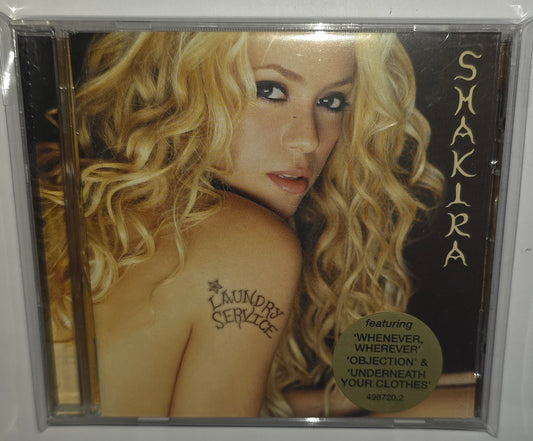 SHAKIRA
LAUNDRY
SERVICE
featuring
'WHENEVER,
WHEREVER'
'OBJECTION' &
'UNDERNEATH
YOUR CLOTHES'
498720.2